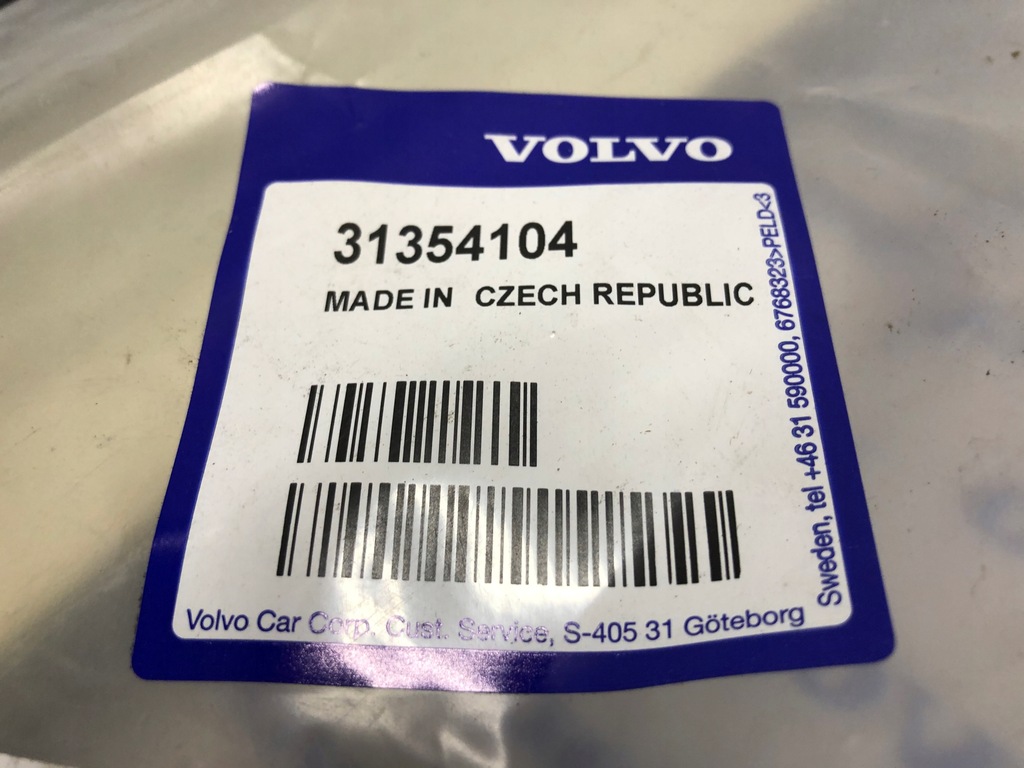 VOLVO
31354104
MADE IN CZECH REPUBLIC
Volvo Car Corp. Cust. Service, S-405 31 Göteborg
Sweden, tel +46 31 590000, 6768323>PELD<3